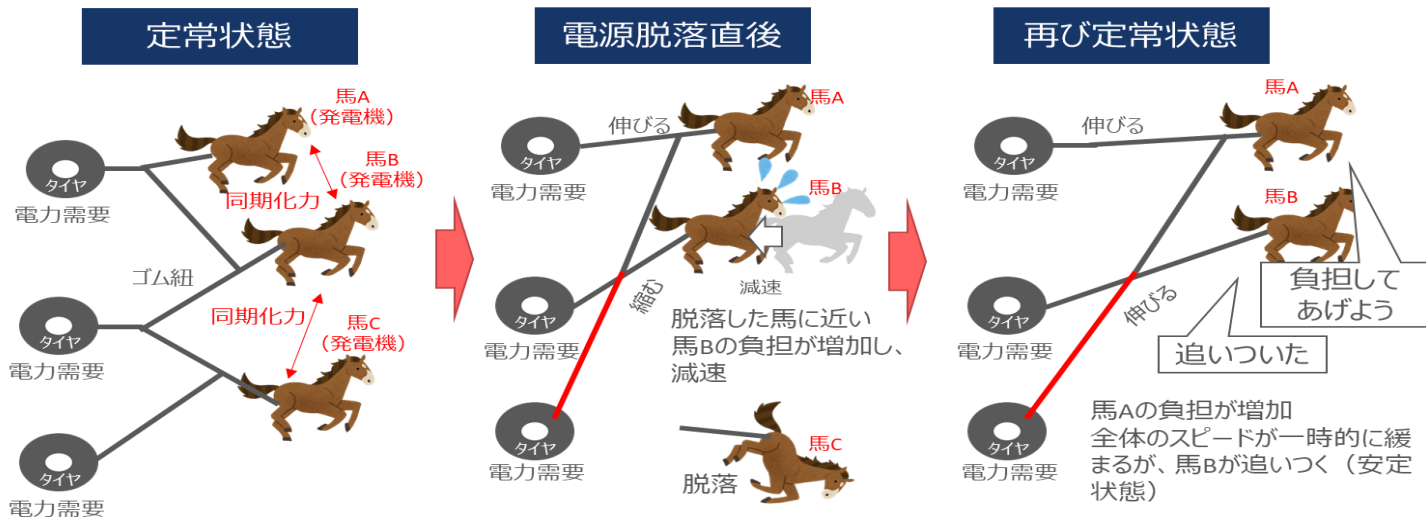 定常状態
馬A
(発電機)
馬B
(発電機)
同期化力
タイヤ
電力需要
ゴム紐
同期化力
馬C
(発電機)
タイヤ
電力需要
タイヤ
電力需要
電源脱落直後
馬A
伸びる
タイヤ
電力需要
馬B
減速
縮む
タイヤ
電力需要
脱落した馬に近い
馬Bの負担が増加し、
減速
タイヤ
電力需要
馬C
脱落
再び定常状態
馬A
伸びる
タイヤ
電力需要
馬B
負担して
あげよう
伸びる
タイヤ
電力需要
追いついた
タイヤ
電力需要
馬Aの負担が増加
全体のスピードが一時的に緩
まるが、馬Bが追いつく（安定
状態）